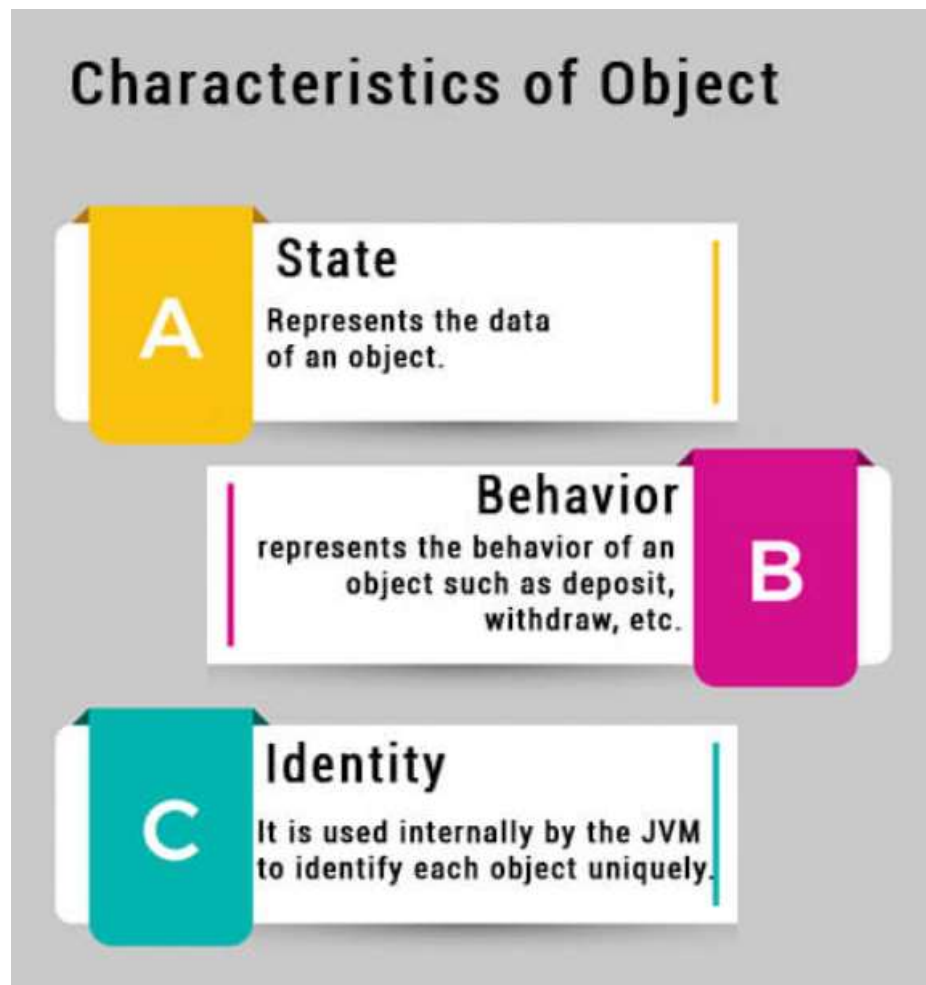 Characteristics of Object
A
State
Represents the data
of an object.
Behavior
represents the behavior of an
object such as deposit,
withdraw, etc.
B
C
Identity
It is used internally by the JVM
to identify each object uniquely.